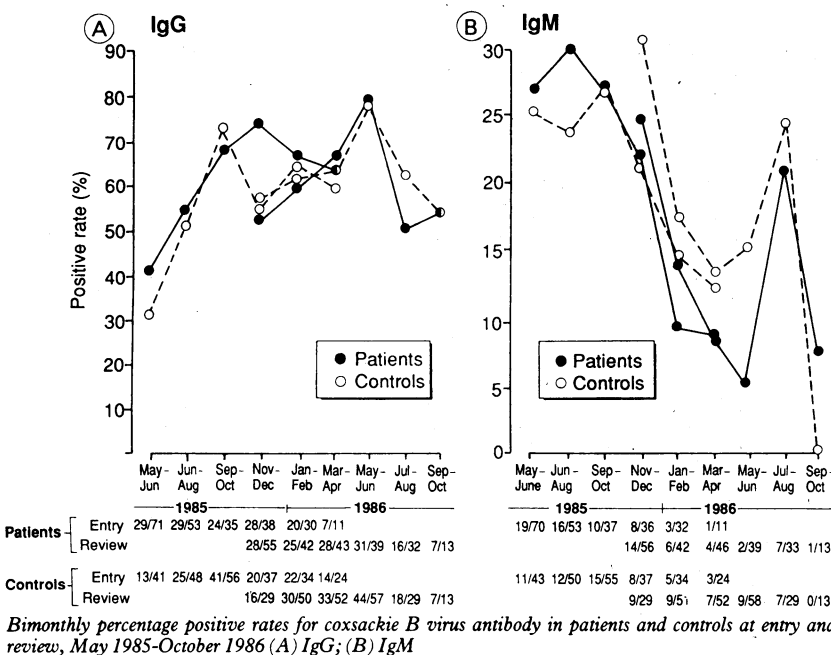 A IgG
90
80
70
60
50
40
30
20
10
Positive rate (%)
Patients
Controls
May- Jun- Sep- Nov- Jan- Mar- May- Jul- Sep-
Jun Aug Oct Dec Feb Apr Jun Aug Oct
1985 1986
B IgM
30
25
20
15
10
5
0
Patients
Controls
May- Jun- Sep- Nov- Jan- Mar- May- Jul- Sep-
June Aug Oct Dec Feb Apr Jun Aug Oct
1985 1986
Patients
Entry 29/71 29/53 24/35 28/38 20/30 7/11 19/70 16/53 10/37 8/36 3/32 1/11
Review 28/55 25/42 28/43 31/39 16/32 7/13 14/56 6/42 4/46 2/39 7/33 1/13
Controls
Entry 13/41 25/48 41/56 20/37 22/34 14/24 11/43 12/50 15/55 8/37 5/34 3/24
Review 16/29 30/50 33/52 44/57 18/29 7/13 9/29 9/51 7/52 9/58 7/29 0/13
Bimonthly percentage positive rates for coxsackie B virus antibody in patients and controls at entry and
review, May 1985-October 1986 (A) IgG; (B) IgM